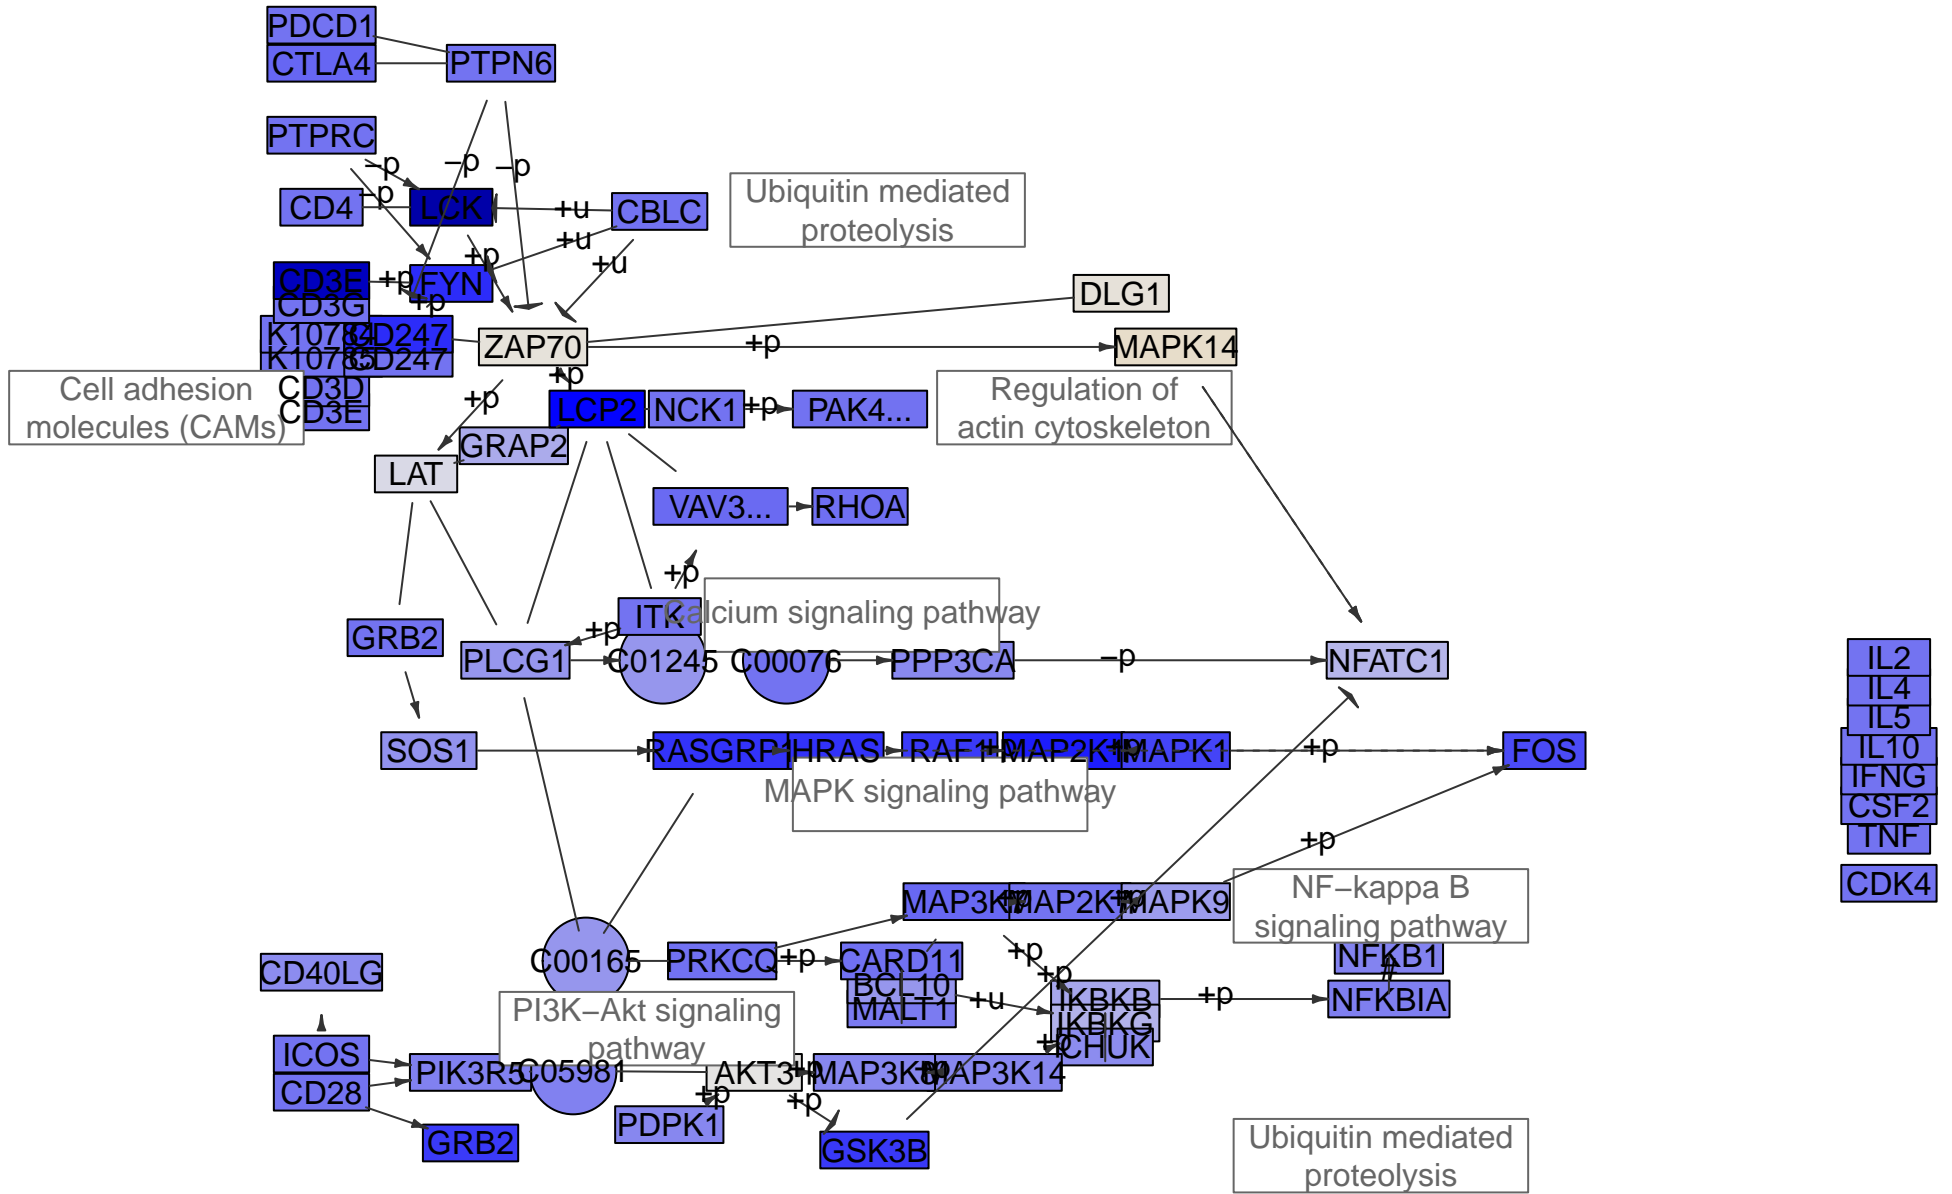 PDCD1
CTLA4
PTPN6
PTPRC
–p
–p
–p
–p
CD4
LCK
+u
CBLC
Ubiquitin mediated
proteolysis
+u
+p
+u
CD3E
+p
FYN
+p
CD3G
DLG1
K10784
CD247
ZAP70
+p
MAPK14
K10785
CD247
CD3D
CD3E
Cell adhesion
molecules (CAMs)
+p
+p
LCP2
NCK1
+p
PAK4...
Regulation of
actin cytoskeleton
GRAP2
LAT
VAV3...
RHOA
+p
ITK
Calcium signaling pathway
GRB2
+p
PLCG1
C01245
C00076
PPP3CA
–p
NFATC1
IL2
IL4
IL5
IL10
IFNG
CSF2
TNF
CDK4
SOS1
RASGRP1
HRAS
RAF1
+p
MAP2K1
+p
MAPK1
+p
FOS
MAPK signaling pathway
+p
+p
+p
MAPK9
NF–kappa B
signaling pathway
C00165
PRKCQ
+p
CARD11
+p
+p
NFKB1
CD40LG
BCL10
MALT1
+u
IKBKB
IKBKG
CHUK
+p
+p
NFKBIA
PI3K–Akt signaling
pathway
ICOS
CD28
PIK3R5
C05981
AKT3
+p
+p
MAP3K14
+p
+p
PDPK1
GRB2
GSK3B
Ubiquitin mediated
proteolysis